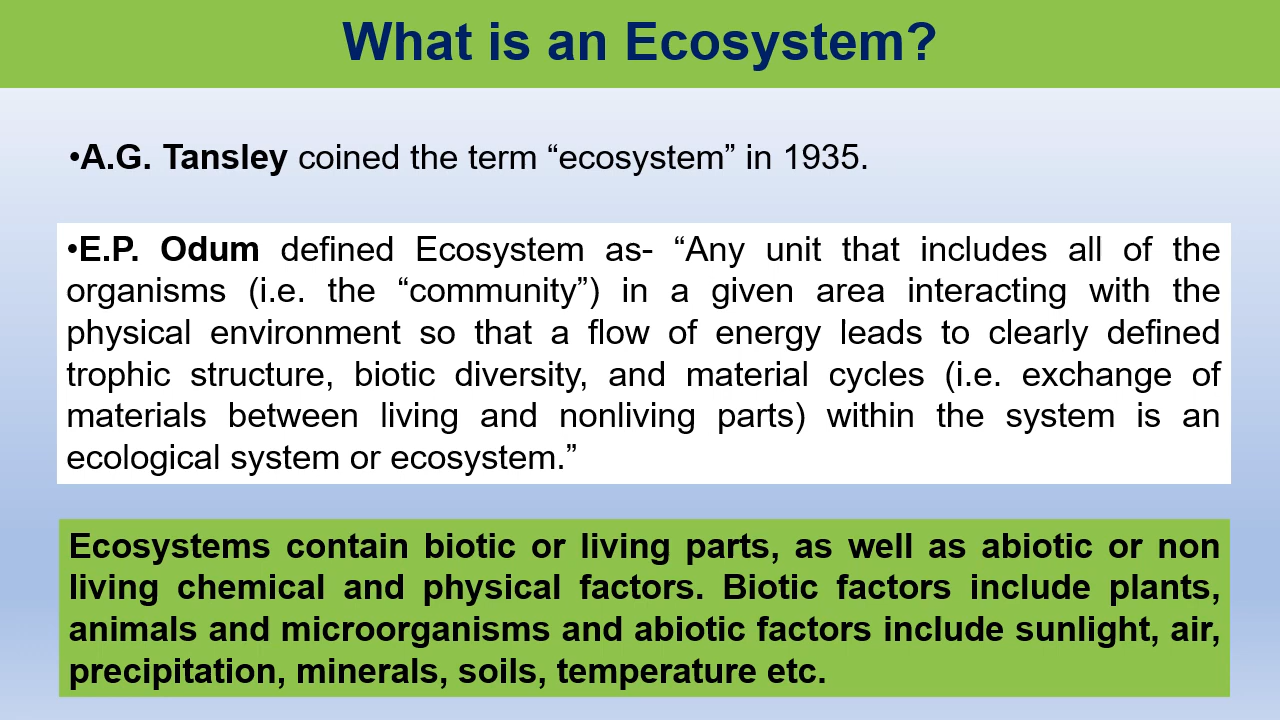 What is an Ecosystem?
•A.G. Tansley coined the term “ecosystem” in 1935.
•E.P. Odum defined Ecosystem as- “Any unit that includes all of the
organisms (i.e. the “community”) in a given area interacting with the
physical environment so that a flow of energy leads to clearly defined
trophic structure, biotic diversity, and material cycles (i.e. exchange of
materials between living and nonliving parts) within the system is an
ecological system or ecosystem.”
Ecosystems contain biotic or living parts, as well as abiotic or non
living chemical and physical factors. Biotic factors include plants,
animals and microorganisms and abiotic factors include sunlight, air,
precipitation, minerals, soils, temperature etc.